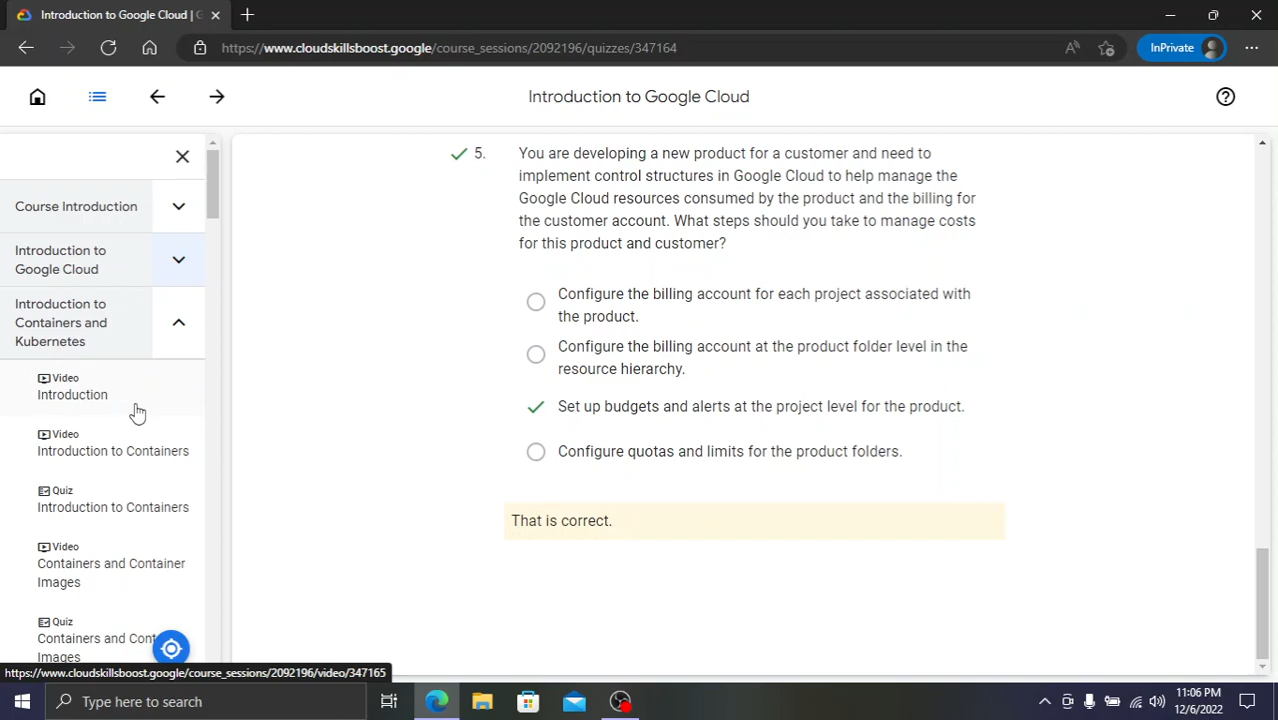 Introduction to Google Cloud | G
https://www.cloudskillsboost.google/course_sessions/2092196/quizzes/347164
InPrivate
Introduction to Google Cloud
Course Introduction
Introduction to
Google Cloud
Introduction to
Containers and
Kubernetes
Video
Introduction
Video
Introduction to Containers
Quiz
Introduction to Containers
Video
Containers and Container
Images
Quiz
Containers and Cont
Images
5. You are developing a new product for a customer and need to
implement control structures in Google Cloud to help manage the
Google Cloud resources consumed by the product and the billing for
the customer account. What steps should you take to manage costs
for this product and customer?
Configure the billing account for each project associated with
the product.
Configure the billing account at the product folder level in the
resource hierarchy.
Set up budgets and alerts at the project level for the product.
Configure quotas and limits for the product folders.
That is correct.
https://www.cloudskillsboost.google/course_sessions/2092196/video/347165
Type here to search
11:06 PM
12/6/2022